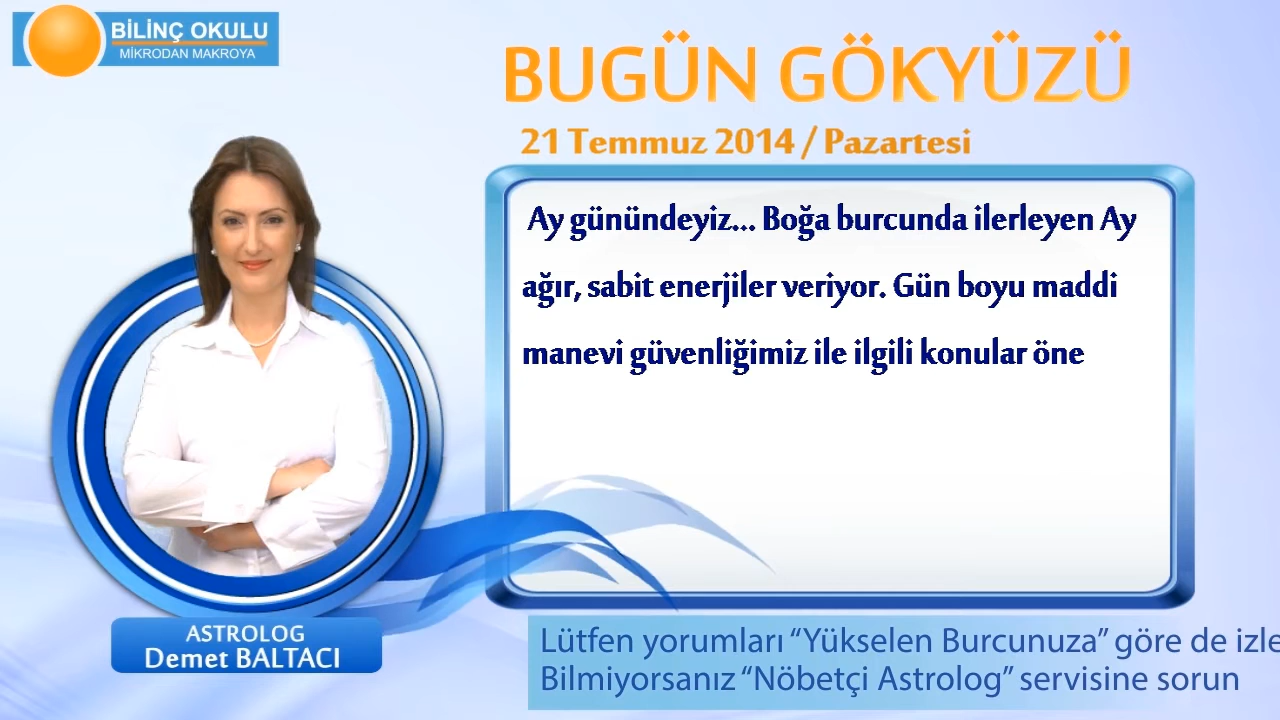 BİLİNÇ OKULU
MİKRODAN MAKROYA
BUGÜN GÖKYÜZÜ
21 Temmuz 2014 / Pazartesi
Ay günündeyiz... Boğa burcunda ilerleyen Ay
ağır, sabit enerjiler veriyor. Gün boyu maddi
manevi güvenliğimiz ile ilgili konular öne
ASTROLOG
Demet BALTACI
Lütfen yorumları “Yükselen Burcunuza” göre de izle
Bilmiyorsanız “Nöbetçi Astrolog” servisine sorun